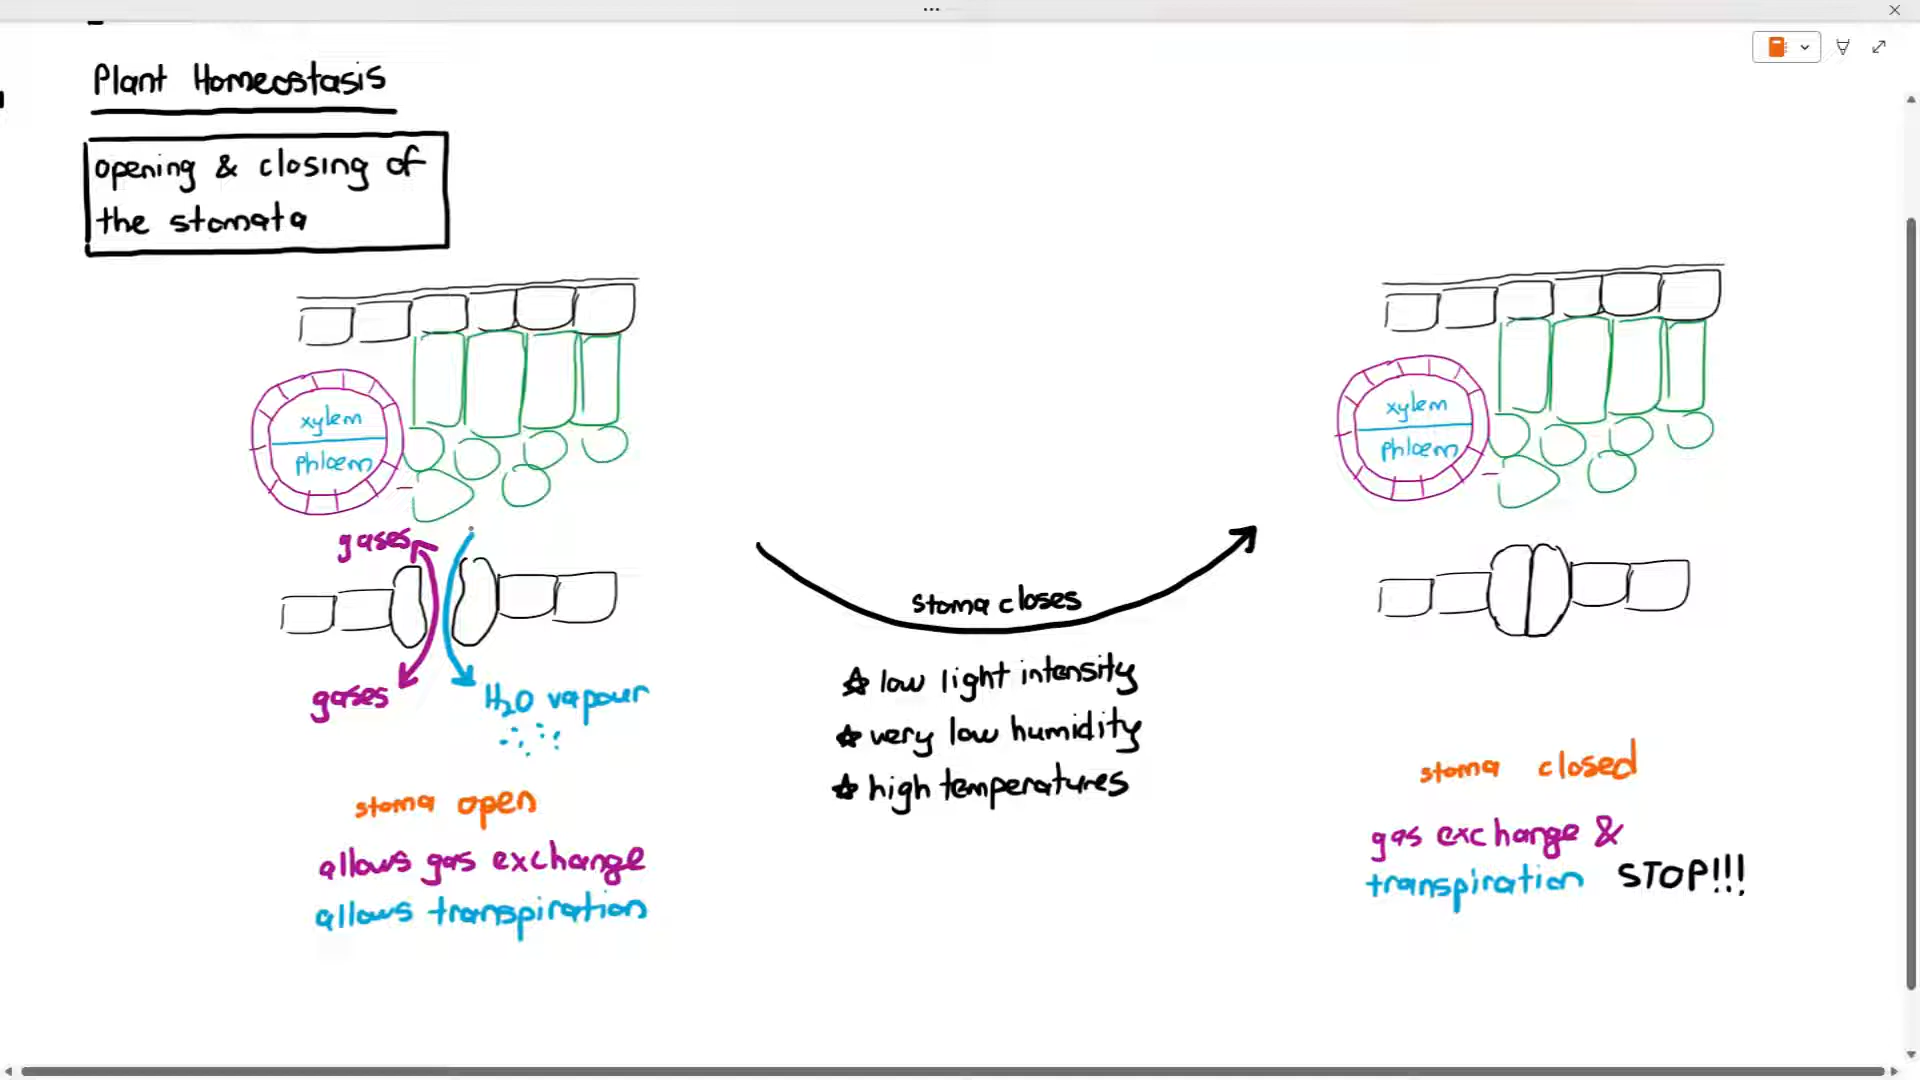 Plant Homeostasis
opening & closing of
the stomata
xylem
phloem
gases
gases
H₂O vapour
stoma open
allows gas exchange
allows transpiration
stoma closes
☆ low light intensity
☆ very low humidity
☆ high temperatures
xylem
phloem
stoma closed
gas exchange &
transpiration STOP!!!